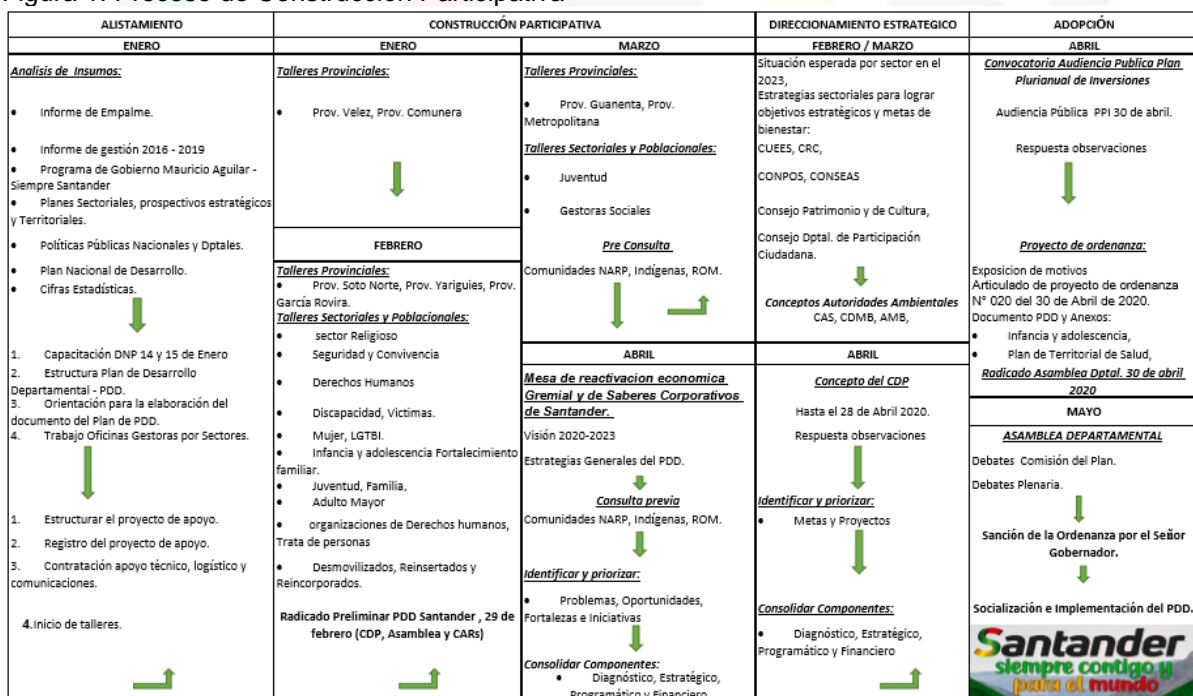 Figura 1. Proceso de Construcción Participativa
ALISTAMIENTO
ENERO
Analisis de Insumos:
• Informe de Empalme.
• Informe de gestión 2016 - 2019
• Programa de Gobierno Mauricio Aguilar -
Siempre Santander
• Planes Sectoriales, prospectivos estratégicos
y Territoriales.
• Políticas Públicas Nacionales y Dptales.
• Plan Nacional de Desarrollo.
• Cifras Estadísticas.
1. Capacitación DNP 14 y 15 de Enero
2. Estructura Plan de Desarrollo
Departamental - PDD.
3. Orientación para la elaboración del
documento del Plan de PDD.
4. Trabajo Oficinas Gestoras por Sectores.
1. Estructurar el proyecto de apoyo.
2. Registro del proyecto de apoyo.
3. Contratación apoyo técnico, logístico y
comunicaciones.
4.Inicio de talleres.
CONSTRUCCIÓN PARTICIPATIVA
ENERO
Talleres Provinciales:
• Prov. Velez, Prov. Comunera
FEBRERO
Talleres Provinciales:
• Prov. Soto Norte, Prov. Yariguies, Prov.
García Rovira.
Talleres Sectoriales y Poblacionales:
• sector Religioso
• Seguridad y Convivencia
• Derechos Humanos
• Discapacidad, Victimas.
• Mujer, LGTBI.
• Infancia y adolescencia Fortalecimiento
familiar.
• Juventud, Familia,
• Adulto Mayor
• organizaciones de Derechos humanos,
Trata de personas
• Desmovilizados, Reinsertados y
Reincorporados.
Radicado Preliminar PDD Santander , 29 de
febrero (CDP, Asamblea y CARs)
MARZO
Talleres Provinciales:
• Prov. Guanenta, Prov.
Metropolitana
Talleres Sectoriales y Poblacionales:
• Juventud
• Gestoras Sociales
Pre Consulta
Comunidades NARP, Indígenas, ROM.
ABRIL
Mesa de reactivacion economica
Gremial y de Saberes Corporativos
de Santander.
Visión 2020-2023
Estrategias Generales del PDD.
Consulta previa
Comunidades NARP, Indígenas, ROM.
Identificar y priorizar:
• Problemas, Oportunidades,
Fortalezas e Iniciativas
Consolidar Componentes:
• Diagnóstico, Estratégico,
Programático y Financiero
DIRECCIONAMIENTO ESTRATEGICO
FEBRERO / MARZO
Situación esperada por sector en el
2023,
Estrategias sectoriales para lograr
objetivos estratégicos y metas de
bienestar:
CUEES, CRC,
CONPOS, CONSEAS
Consejo Patrimonio y de Cultura,
Consejo Dptal. de Participación
Ciudadana.
Conceptos Autoridades Ambientales
CAS, CDMB, AMB,
ABRIL
Concepto del CDP
Hasta el 28 de Abril 2020.
Respuesta observaciones
Identificar y priorizar:
• Metas y Proyectos
Consolidar Componentes:
• Diagnóstico, Estratégico,
Programático y Financiero
ADOPCIÓN
ABRIL
Convocatoria Audiencia Publica Plan
Plurianual de Inversiones
Audiencia Pública PPI 30 de abril.
Respuesta observaciones
Proyecto de ordenanza:
Exposicion de motivos
Articulado de proyecto de ordenanza
N° 020 del 30 de Abril de 2020.
Documento PDD y Anexos:
• Infancia y adolescencia,
• Plan de Territorial de Salud,
Radicado Asamblea Dptal. 30 de abril
2020
MAYO
ASAMBLEA DEPARTAMENTAL
Debates Comisión del Plan.
Debates Plenaria.
Sanción de la Ordenanza por el Señor
Gobernador.
Socialización e Implementación del PDD.
Santander
siempre contigo y
para el mundo